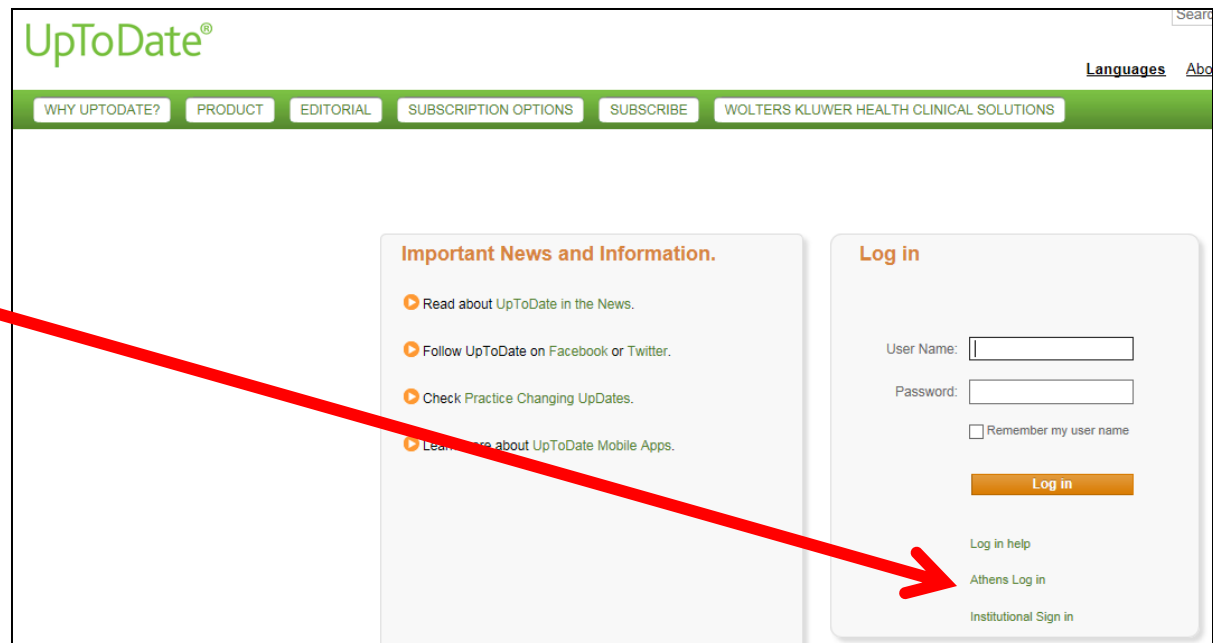 Searc
UpToDate®
Languages Abo
WHY UPTODATE? PRODUCT EDITORIAL SUBSCRIPTION OPTIONS SUBSCRIBE WOLTERS KLUWER HEALTH CLINICAL SOLUTIONS
Important News and Information.
Read about UpToDate in the News.
Follow UpToDate on Facebook or Twitter.
Check Practice Changing UpDates.
Learn more about UpToDate Mobile Apps.
Log in
User Name:
Password:
Remember my user name
Log in
Log in help
Athens Log in
Institutional Sign in